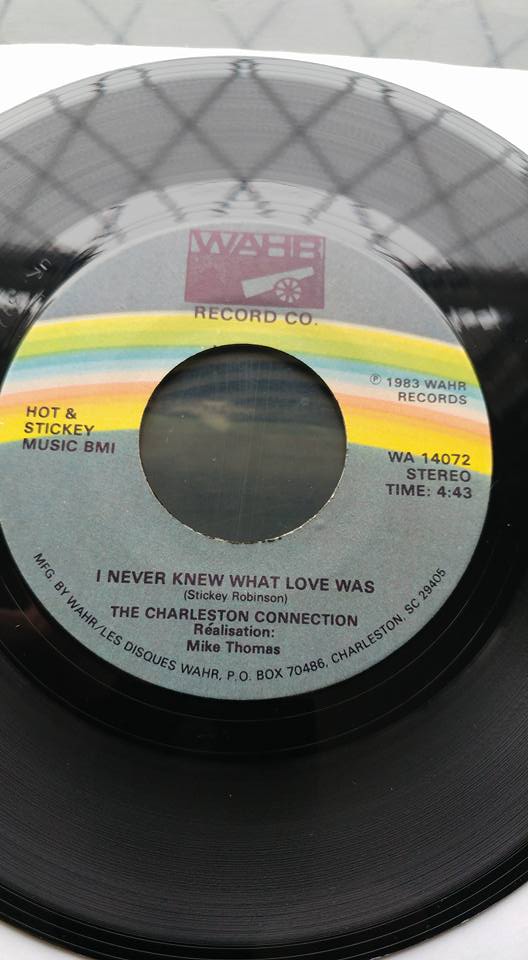 WAHR
RECORD CO.
℗ 1983 WAHR
RECORDS
HOT &
STICKEY
MUSIC BMI
WA 14072
STEREO
TIME: 4:43
I NEVER KNEW WHAT LOVE WAS
(Stickey Robinson)
THE CHARLESTON CONNECTION
Réalisation:
Mike Thomas
MFG. BY WAHR/LES DISQUES WAHR, P.O. BOX 70486, CHARLESTON, SC 29405